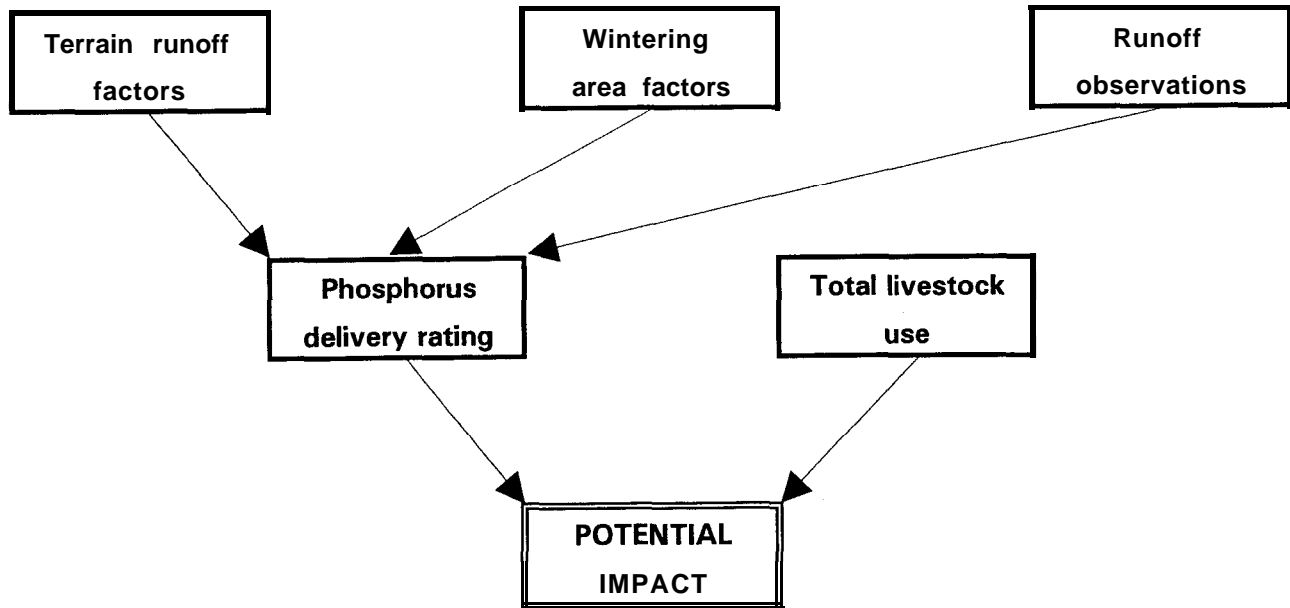 Terrain runoff
factors
Wintering
area factors
Runoff
observations
Phosphorus
delivery rating
Total livestock
use
POTENTIAL
IMPACT